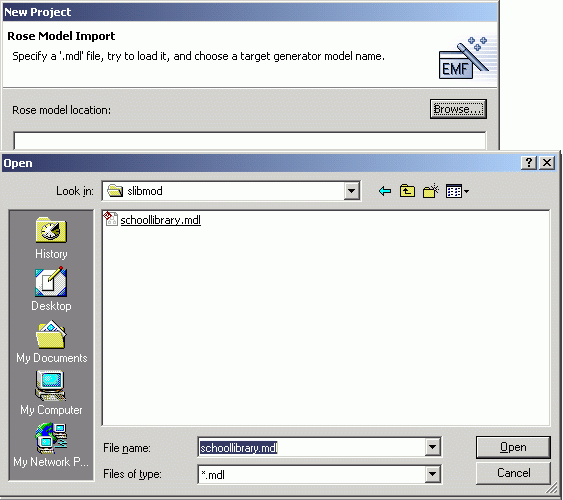 New Project
Rose Model Import
Specify a '.mdl' file, try to load it, and choose a target generator model name.
EMF
Rose model location:
Browse...
Open
Look in:
slibmod
schoollibrary.mdl
History
Desktop
My Documents
My Computer
My Network P...
File name:
schoollibrary.mdl
Open
Files of type:
*.mdl
Cancel